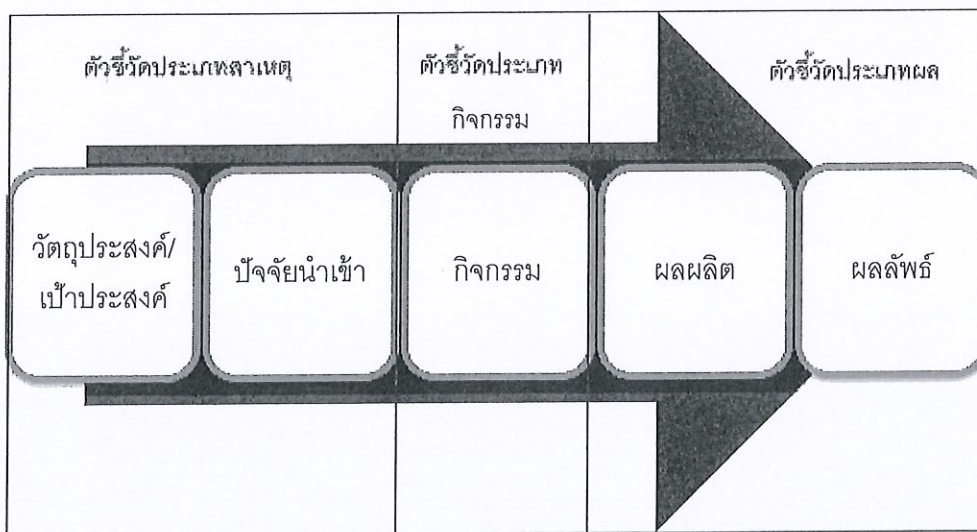 ตัวชี้วัดประเภทสาเหตุ
ตัวชี้วัดประเภท
กิจกรรม
ตัวชี้วัดประเภทผล
วัตถุประสงค์/
เป้าประสงค์
ปัจจัยนำเข้า
กิจกรรม
ผลผลิต
ผลลัพธ์